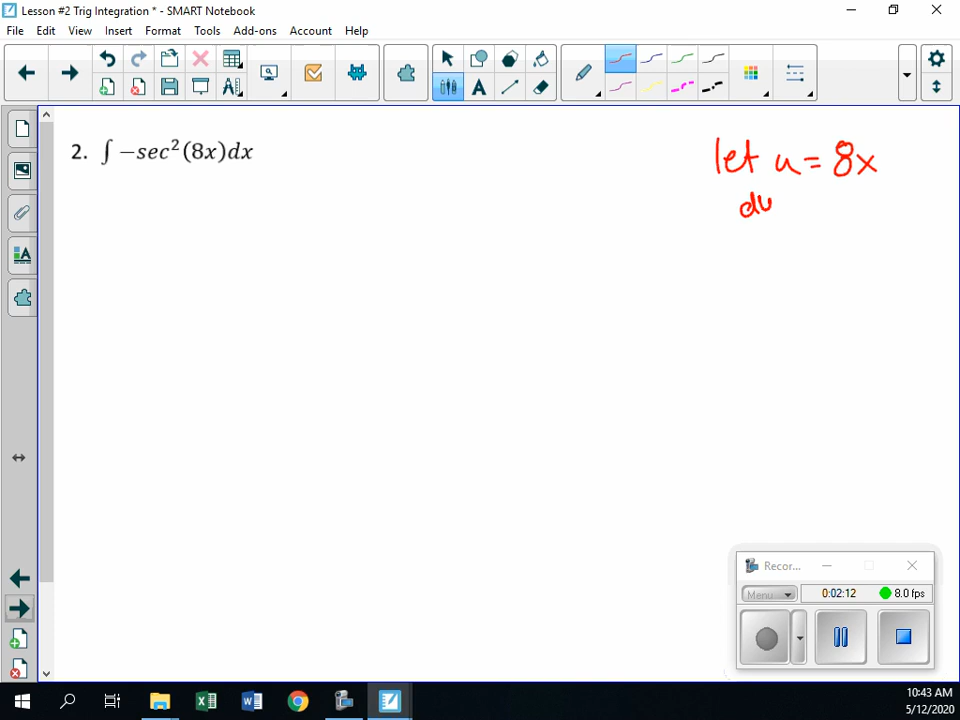 Lesson #2 Trig Integration * - SMART Notebook
File Edit View Insert Format Tools Add-ons Account Help
2. ∫ −sec²(8x)dx
let u = 8x
du
Recor...
Menu 0:02:12 8.0 fps
10:43 AM
5/12/2020